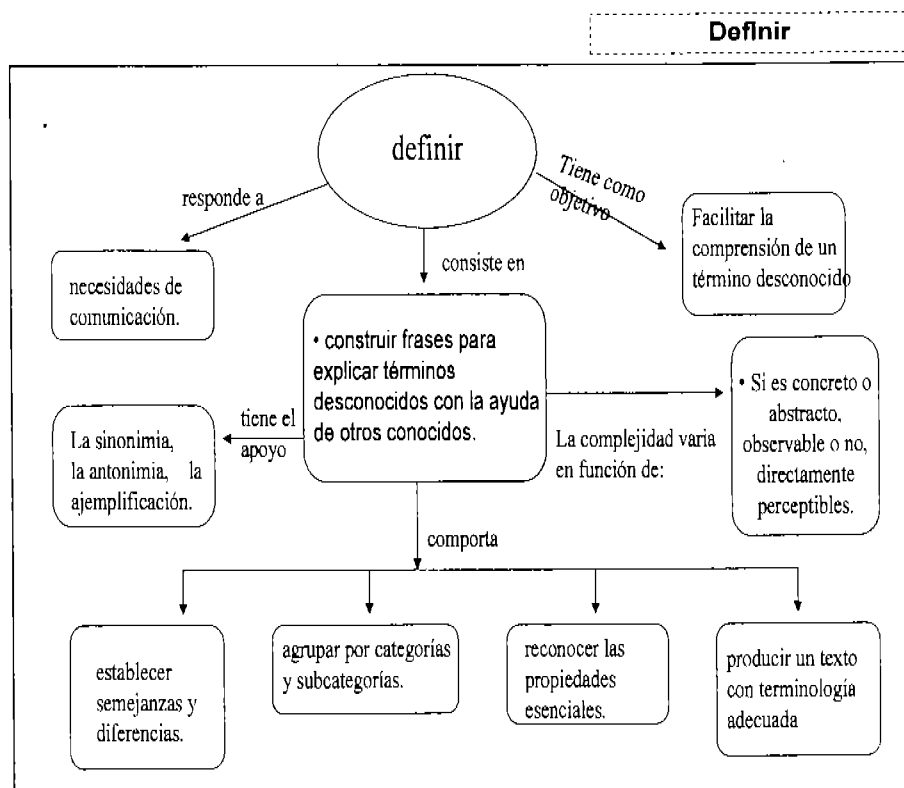 Definir
definir
responde a
Tiene como
objetivo
necesidades de
comunicación.
consiste en
Facilitar la
comprensión de un
término desconocido
• construir frases para
explicar términos
desconocidos con la ayuda
de otros conocidos.
tiene el
apoyo
La sinonimia,
la antonimia, la
ajemplificación.
La complejidad varia
en función de:
• Si es concreto o
abstracto,
observable o no,
directamente
perceptibles.
comporta
establecer
semejanzas y
diferencias.
agrupar por categorías
y subcategorías.
reconocer las
propiedades
esenciales.
producir un texto
con terminología
adecuada